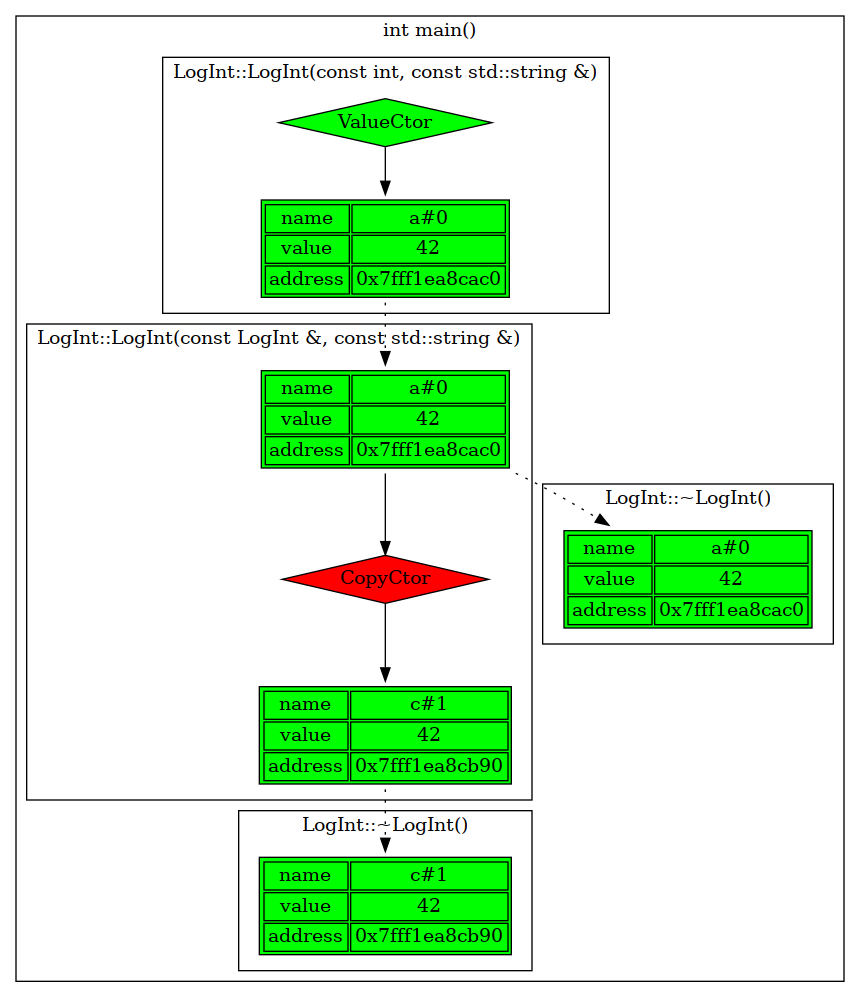 int main()
LogInt::LogInt(const int, const std::string &)
ValueCtor
name a#0
value 42
address 0x7fff1ea8cac0
LogInt::LogInt(const LogInt &, const std::string &)
name a#0
value 42
address 0x7fff1ea8cac0
LogInt::~LogInt()
name a#0
value 42
address 0x7fff1ea8cac0
CopyCtor
name c#1
value 42
address 0x7fff1ea8cb90
LogInt::~LogInt()
name c#1
value 42
address 0x7fff1ea8cb90